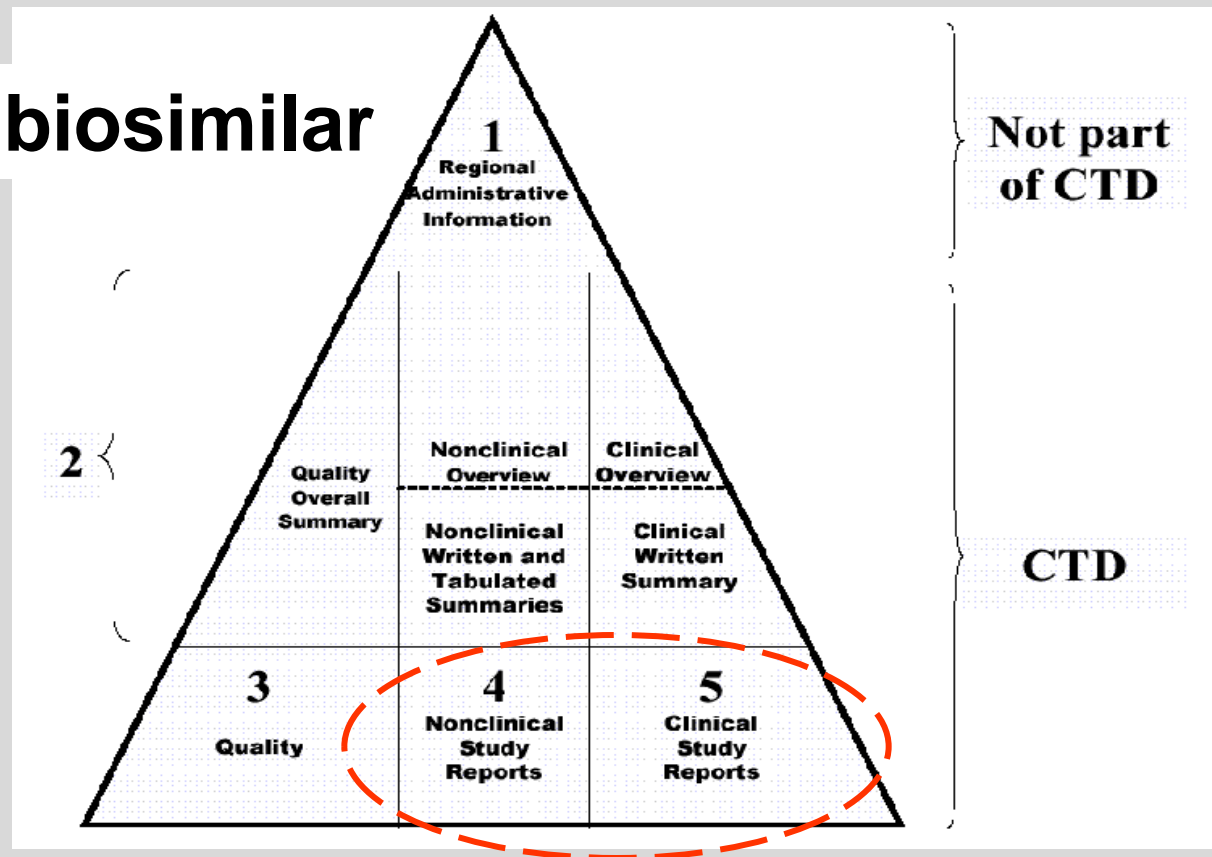 biosimilar
1
Regional
Administrative
Information
Not part
of CTD
2
Quality
Overall
Summary
Nonclinical
Overview
Clinical
Overview
Nonclinical
Written and
Tabulated
Summaries
Clinical
Written
Summary
CTD
3
Quality
4
Nonclinical
Study
Reports
5
Clinical
Study
Reports